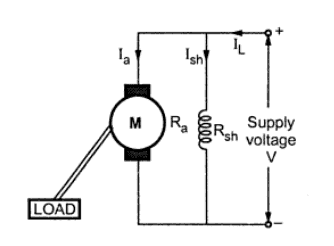 +
I_a
I_sh
I_L
M
R_a
R_sh
Supply
voltage
V
LOAD
−